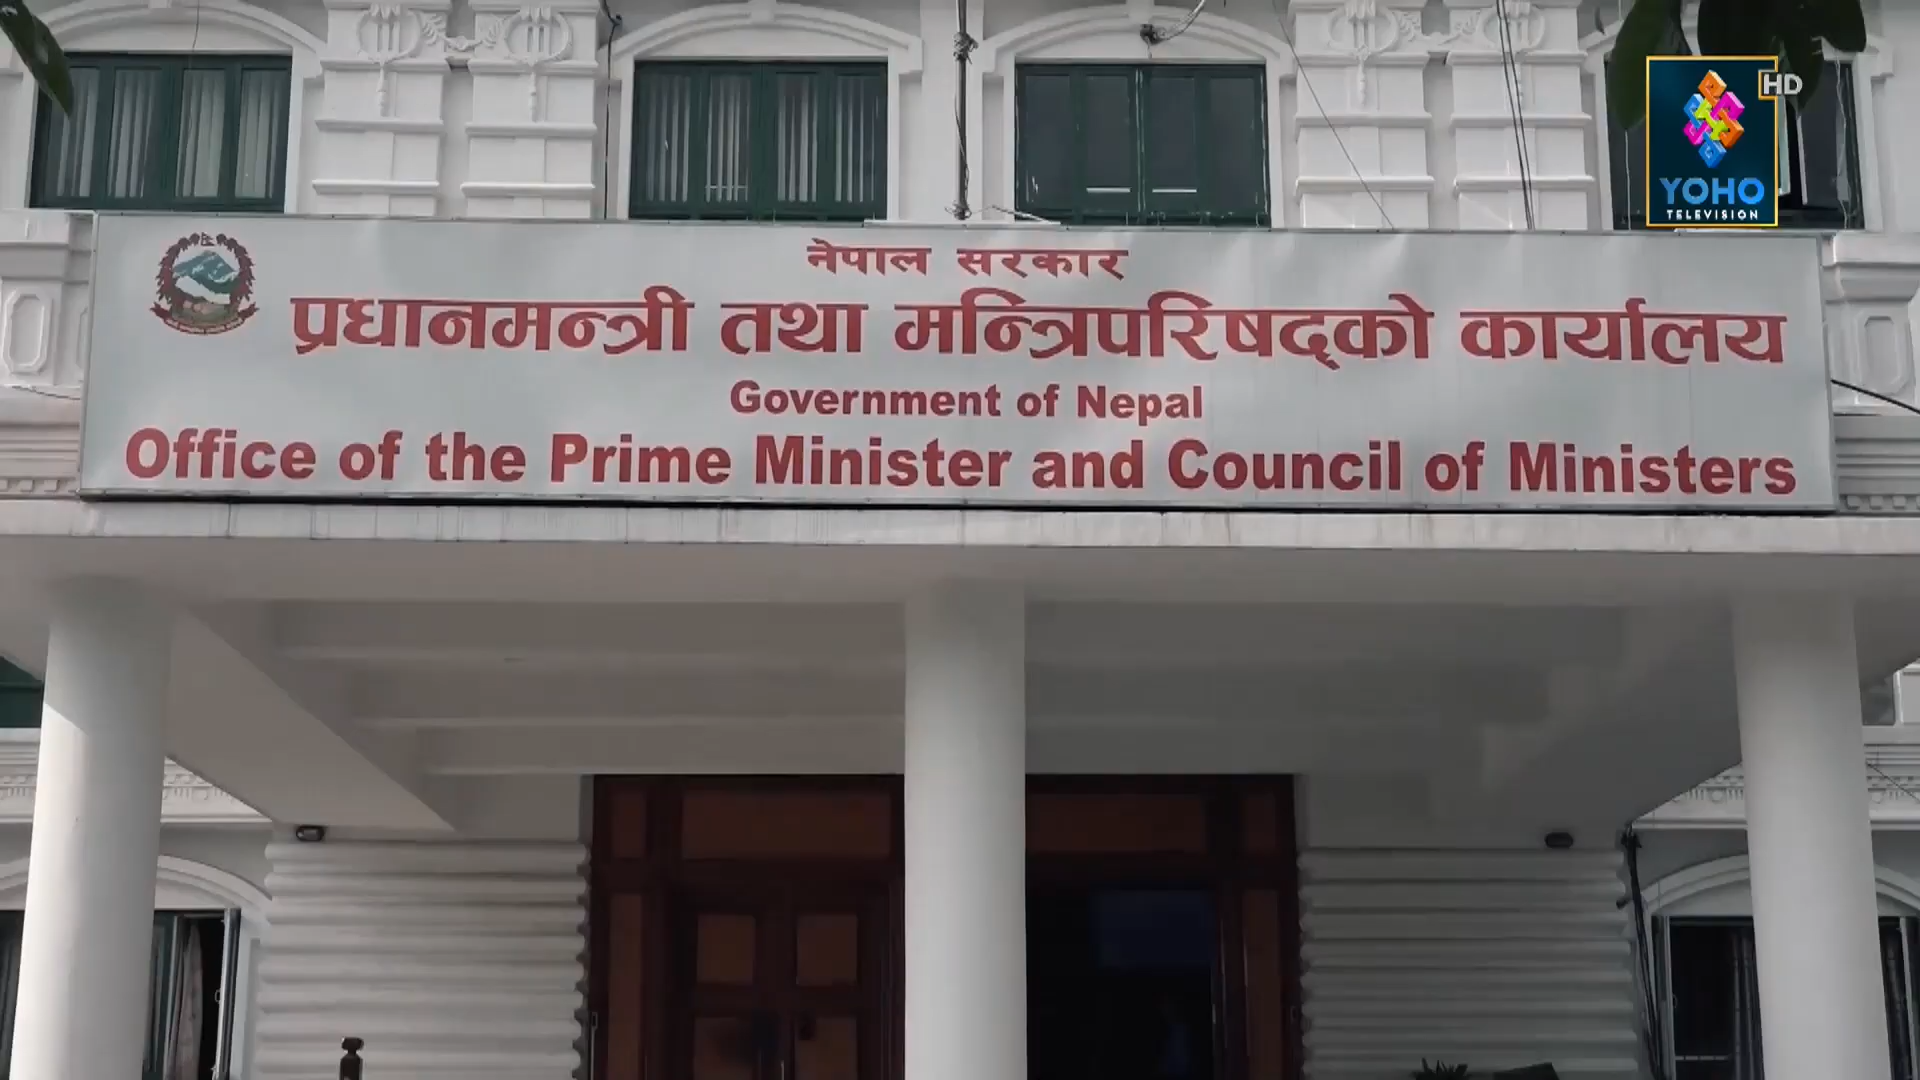 HD
YOHO
TELEVISION
नेपाल सरकार
प्रधानमन्त्री तथा मन्त्रिपरिषद्को कार्यालय
Government of Nepal
Office of the Prime Minister and Council of Ministers